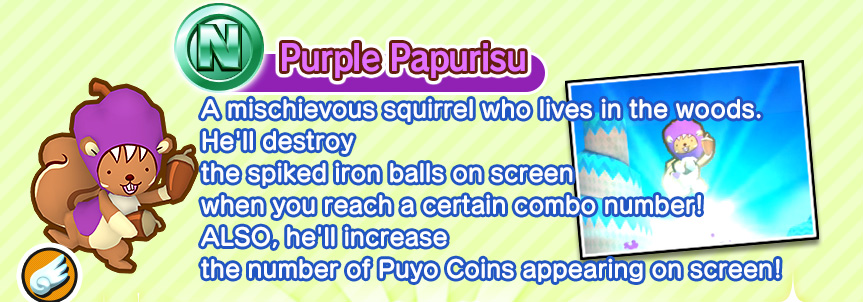 N
Purple Papurisu
A mischievous squirrel who lives in the woods.
He'll destroy
the spiked iron balls on screen
when you reach a certain combo number!
ALSO, he'll increase
the number of Puyo Coins appearing on screen!